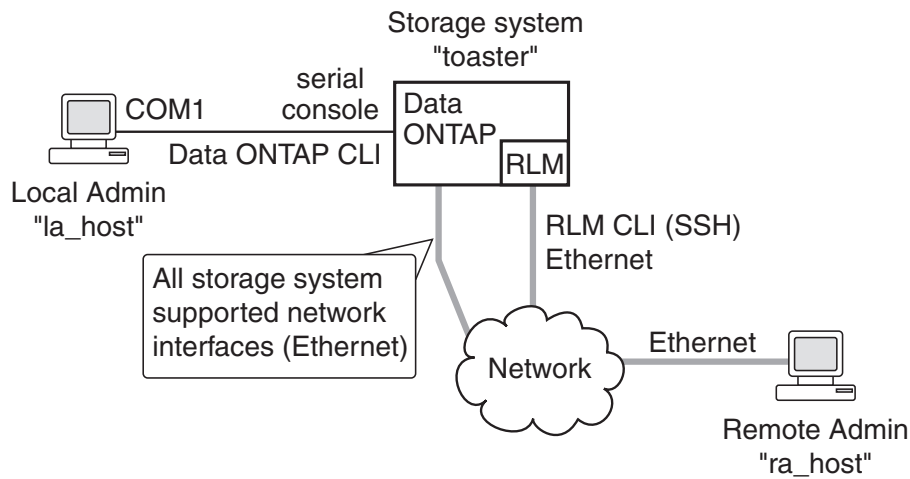 Storage system
"toaster"
serial
console
COM1
Data ONTAP CLI
Data
ONTAP
RLM
Local Admin
"la_host"
RLM CLI (SSH)
Ethernet
All storage system
supported network
interfaces (Ethernet)
Network
Ethernet
Remote Admin
"ra_host"